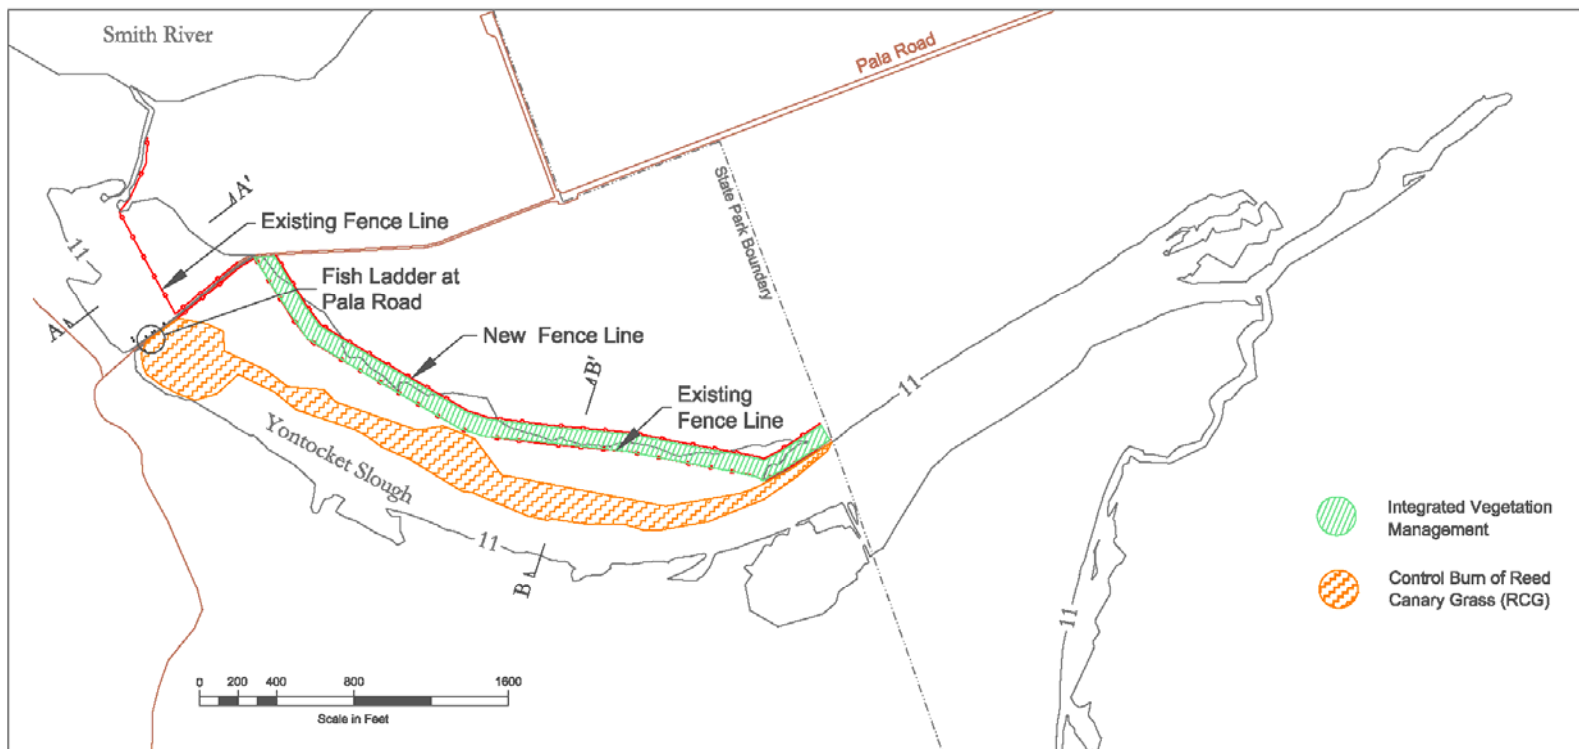 Smith River
Pala Road
A'
Existing Fence Line
11
State Park Boundary
Fish Ladder at
Pala Road
A
New  Fence Line
B'
Existing
Fence Line
11
Yontocket Slough
11
B
Integrated Vegetation
Management
Control Burn of Reed
Canary Grass (RCG)
11
0 200 400 800 1600
Scale in Feet